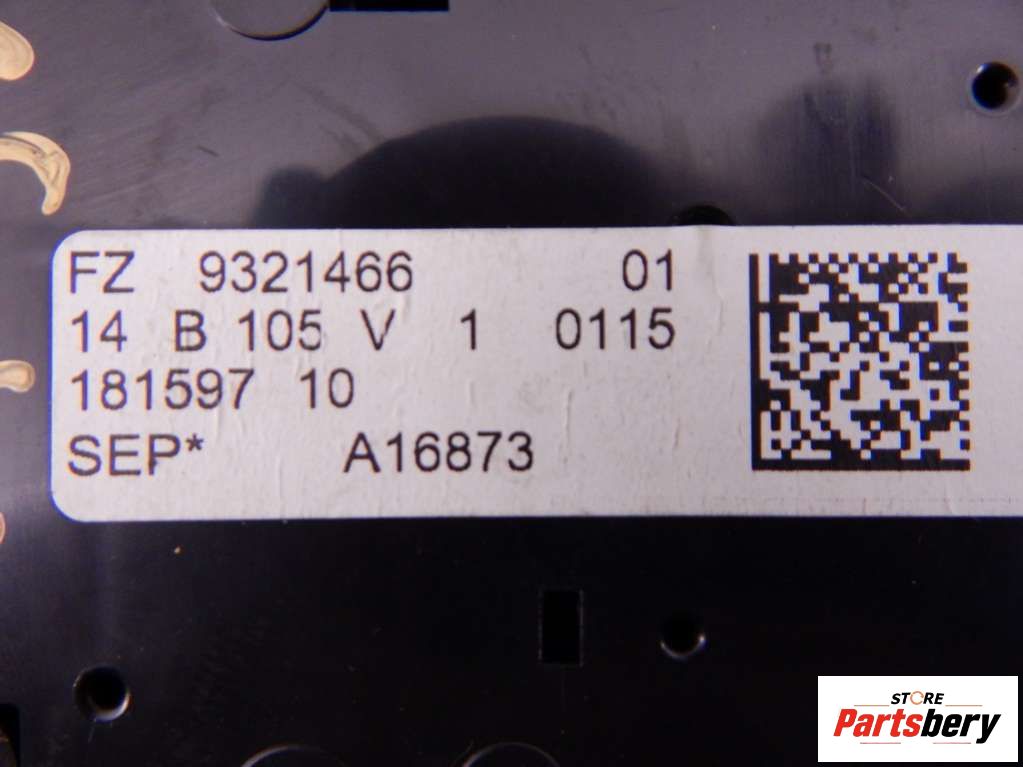 FZ 9321466 01
14 B 105 V 1 0115
181597 10
SEP* A16873
STORE
Partsbery